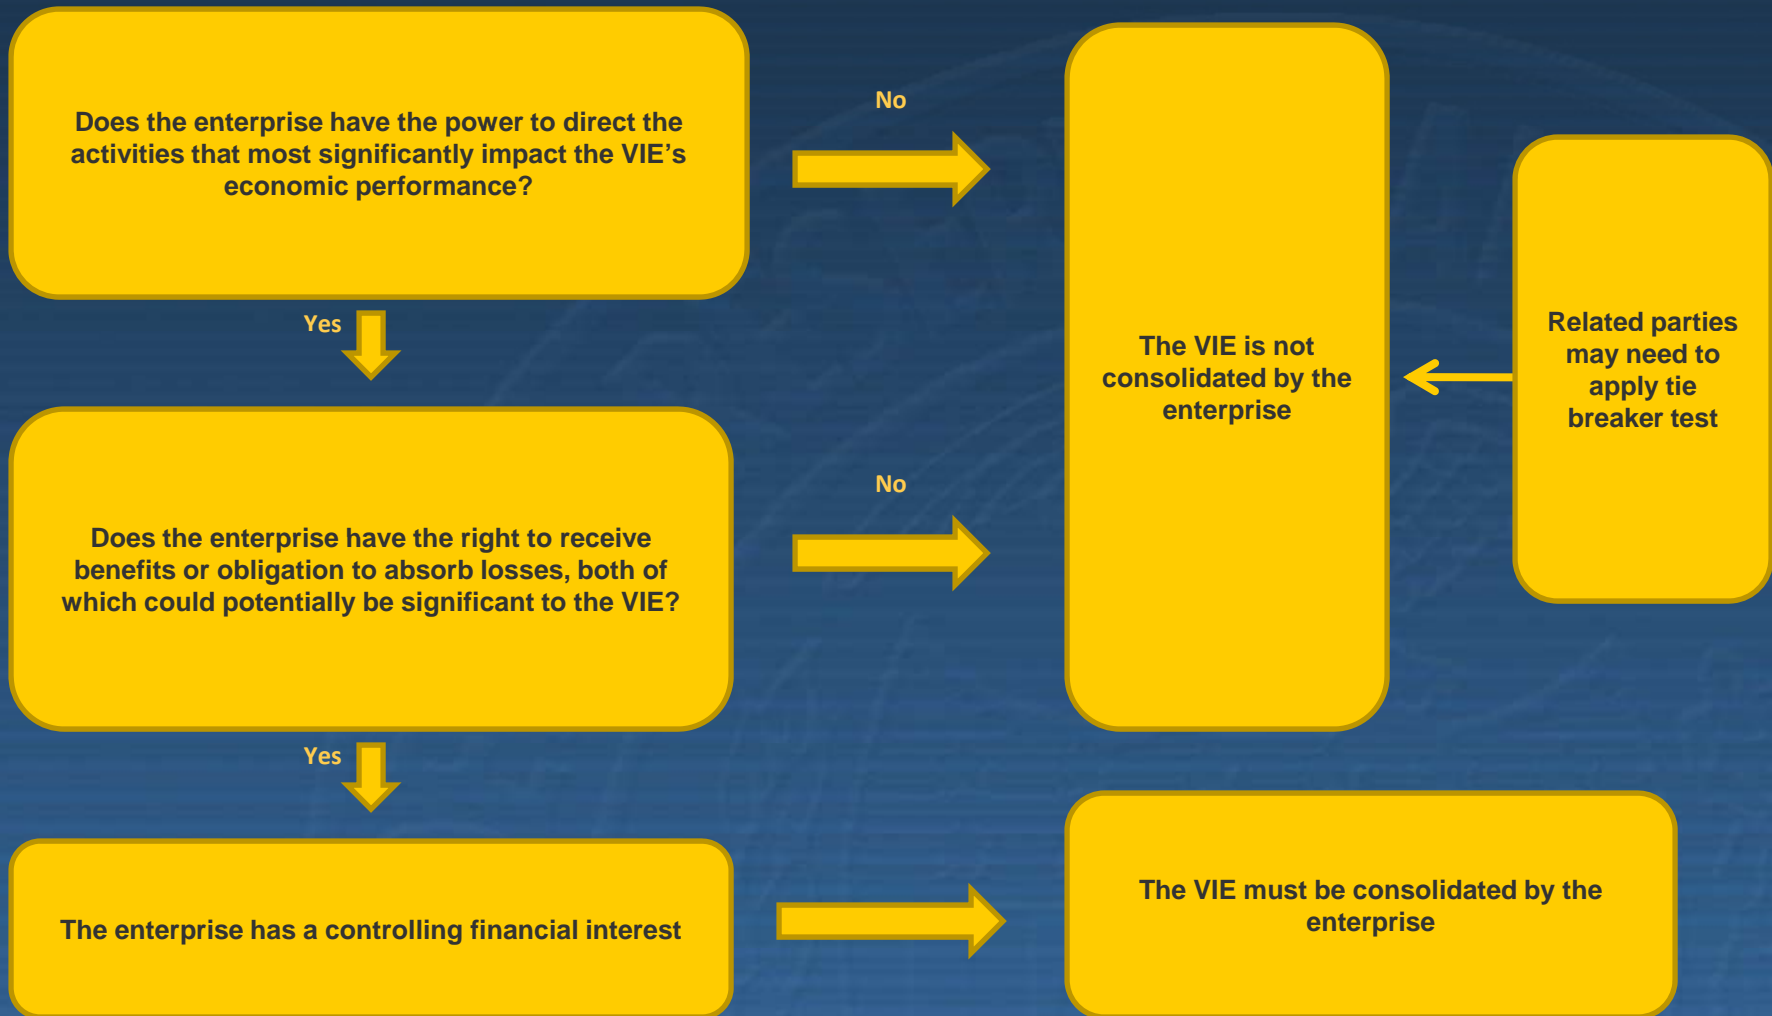 Does the enterprise have the power to direct the
activities that most significantly impact the VIE’s
economic performance?
No
Yes
The VIE is not
consolidated by the
enterprise
Related parties
may need to
apply tie
breaker test
Does the enterprise have the right to receive
benefits or obligation to absorb losses, both of
which could potentially be significant to the VIE?
No
Yes
The enterprise has a controlling financial interest
The VIE must be consolidated by the
enterprise